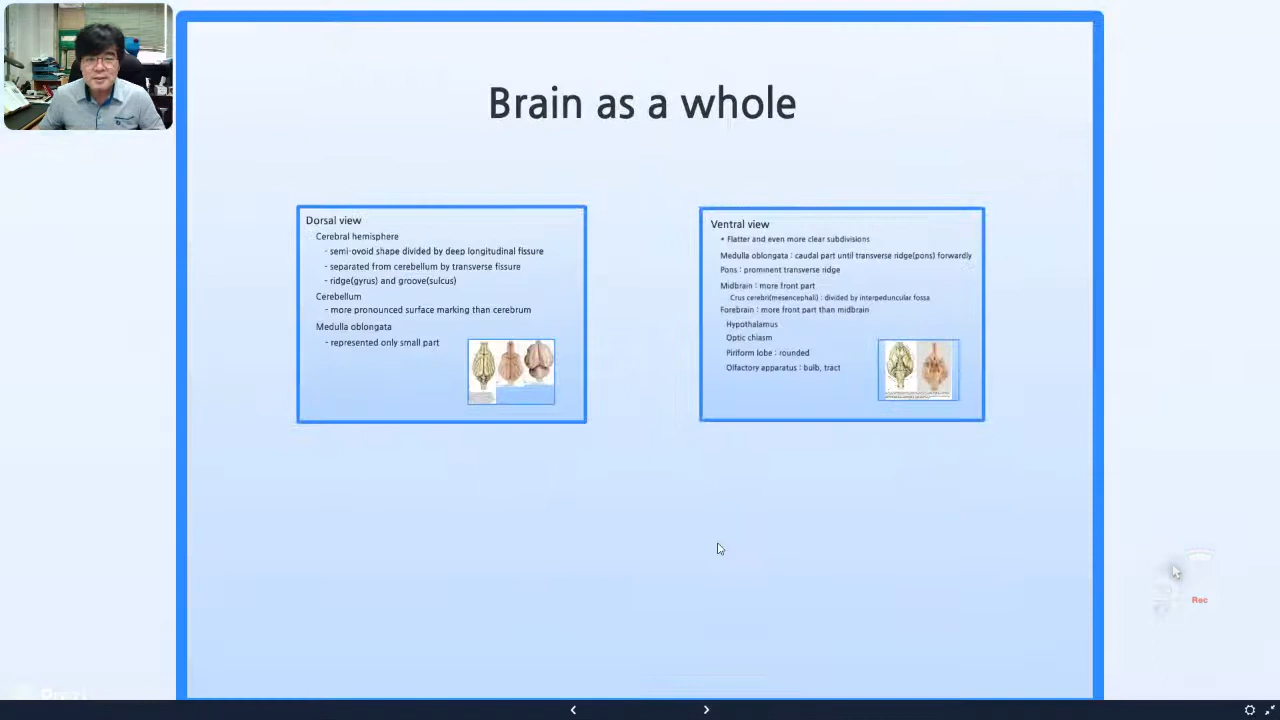 Brain as a whole
Dorsal view
Cerebral hemisphere
- semi-ovoid shape divided by deep longitudinal fissure
- separated from cerebellum by transverse fissure
- ridge(gyrus) and groove(sulcus)
Cerebellum
- more pronounced surface marking than cerebrum
Medulla oblongata
- represented only small part
Ventral view
• Flatter and even more clear subdivisions
Medulla oblongata : caudal part until transverse ridge(pons) forwardly
Pons : prominent transverse ridge
Midbrain : more front part
Crus cerebri(mesencephali) : divided by interpeduncular fossa
Forebrain : more front part than midbrain
Hypothalamus
Optic chiasm
Piriform lobe : rounded
Olfactory apparatus : bulb, tract
Rec
Prezi